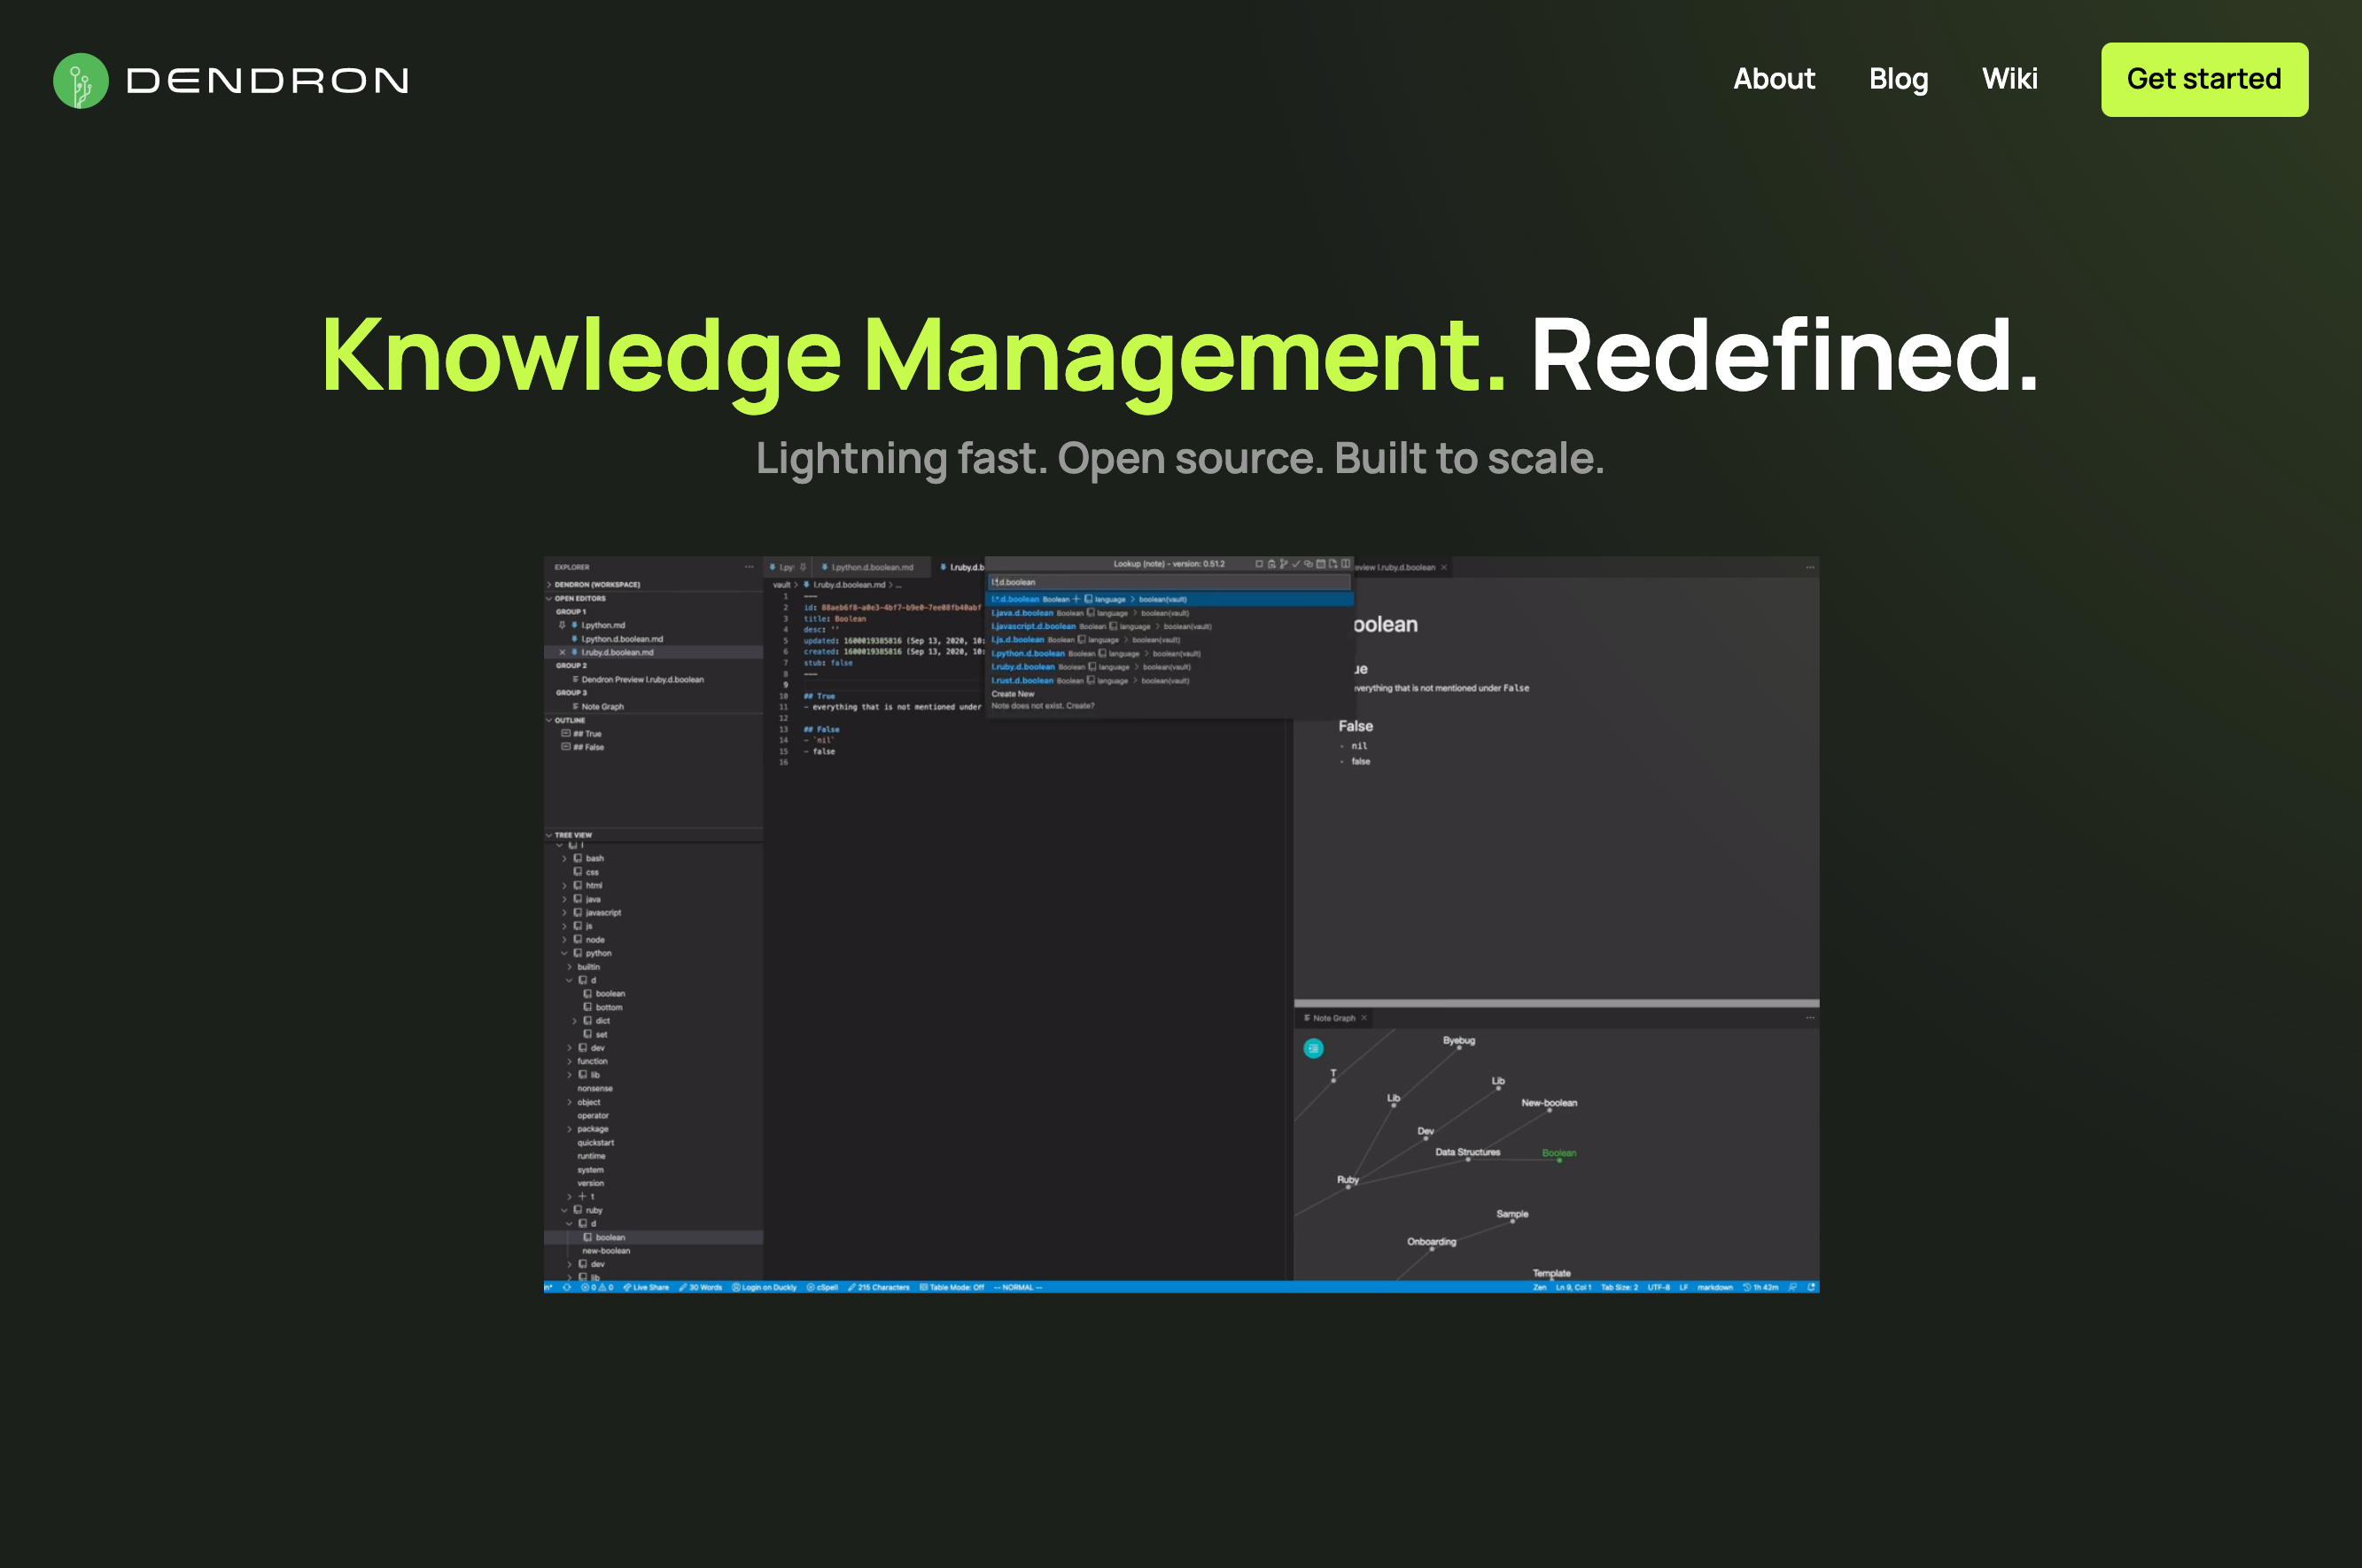 DENDRON
About
Blog
Wiki
Get started
Knowledge Management. Redefined.
Lightning fast. Open source. Built to scale.
EXPLORER
DENDRON (WORKSPACE)
OPEN EDITORS
GROUP 1
l.python.md
l.python.d.boolean.md
l.ruby.d.boolean.md
GROUP 2
Dendron Preview l.ruby.d.boolean
GROUP 3
Note Graph
OUTLINE
## True
## False
TREE VIEW
l
bash
css
html
java
javascript
js
node
python
builtin
d
boolean
bottom
dict
set
dev
function
lib
nonsense
object
operator
package
quickstart
runtime
system
version
t
ruby
d
boolean
new-boolean
dev
lib
l.py
l.python.d.boolean.md
l.ruby.d.b
vault > l.ruby.d.boolean.md > ...
1 ---
2 id: 88aeb6f8-a0e3-4bf7-b9e0-7ee08fb40abf
3 title: Boolean
4 desc: ''
5 updated: 1600019385816 (Sep 13, 2020, 10:
6 created: 1600019385816 (Sep 13, 2020, 10:
7 stub: false
8 ---
9
10 ## True
11 - everything that is not mentioned under
12
13 ## False
14 - `nil`
15 - false
16
Lookup (note) - version: 0.51.2
l.*.d.boolean Boolean + language > boolean(vault)
l.java.d.boolean Boolean language > boolean(vault)
l.javascript.d.boolean Boolean language > boolean(vault)
l.js.d.boolean Boolean language > boolean(vault)
l.python.d.boolean Boolean language > boolean(vault)
l.ruby.d.boolean Boolean language > boolean(vault)
l.rust.d.boolean Boolean language > boolean(vault)
Create New
Note does not exist. Create?
eview l.ruby.d.boolean
oolean
ue
everything that is not mentioned under False
False
- nil
- false
Note Graph
Byebug
T
Lib
Lib
New-boolean
Dev
Data Structures
Boolean
Ruby
Sample
Onboarding
Template
0 0 Live Share 30 Words Login on Duckly cSpell 215 Characters Table Mode: Off -- NORMAL --
Zen Ln 9, Col 1 Tab Size: 2 UTF-8 LF markdown 1h 42m